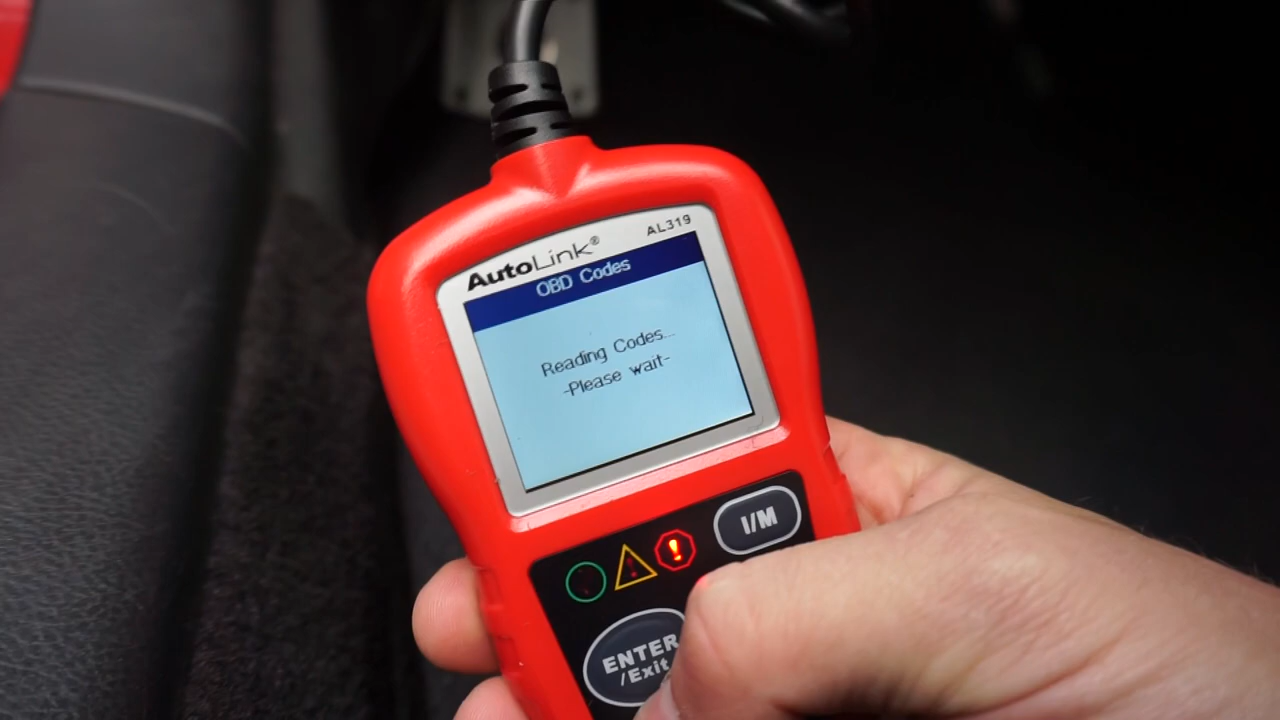 AutoLink® AL319
OBD Codes
Reading Codes...
-Please wait-
I/M
!
!
ENTER
/Exit